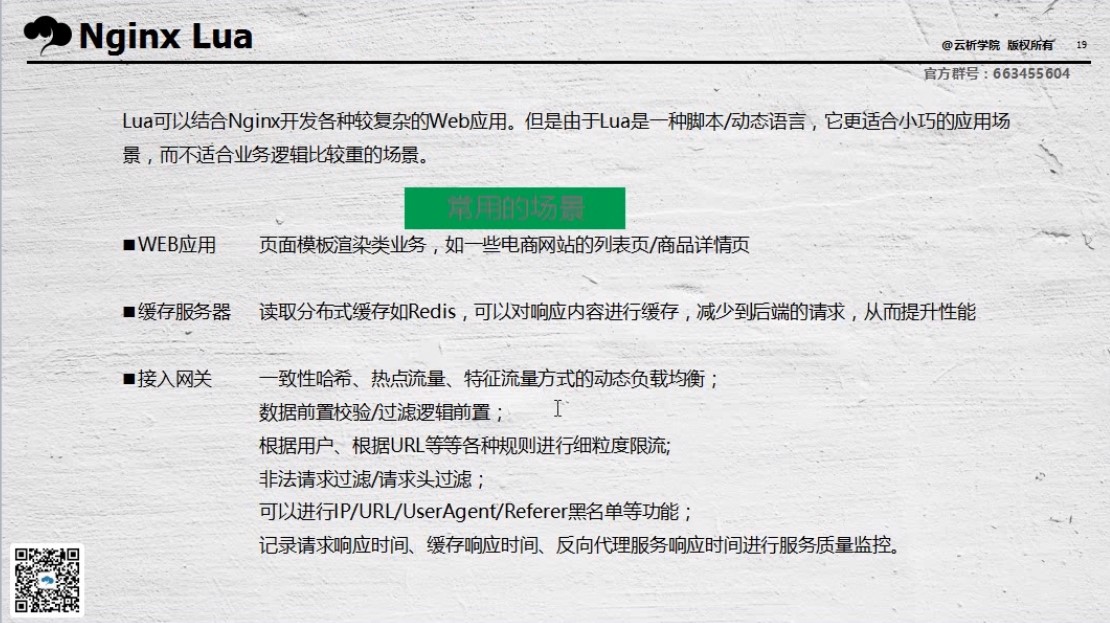 Nginx Lua
@云析学院 版权所有 19
官方群号：663455604
Lua可以结合Nginx开发各种较复杂的Web应用。但是由于Lua是一种脚本/动态语言，它更适合小巧的应用场
景，而不适合业务逻辑比较重的场景。
常用的场景
■WEB应用 页面模板渲染类业务，如一些电商网站的列表页/商品详情页
■缓存服务器 读取分布式缓存如Redis，可以对响应内容进行缓存，减少到后端的请求，从而提升性能
■接入网关 一致性哈希、热点流量、特征流量方式的动态负载均衡；
数据前置校验/过滤逻辑前置；
根据用户、根据URL等等各种规则进行细粒度限流;
非法请求过滤/请求头过滤；
可以进行IP/URL/UserAgent/Referer黑名单等功能；
记录请求响应时间、缓存响应时间、反向代理服务响应时间进行服务质量监控。